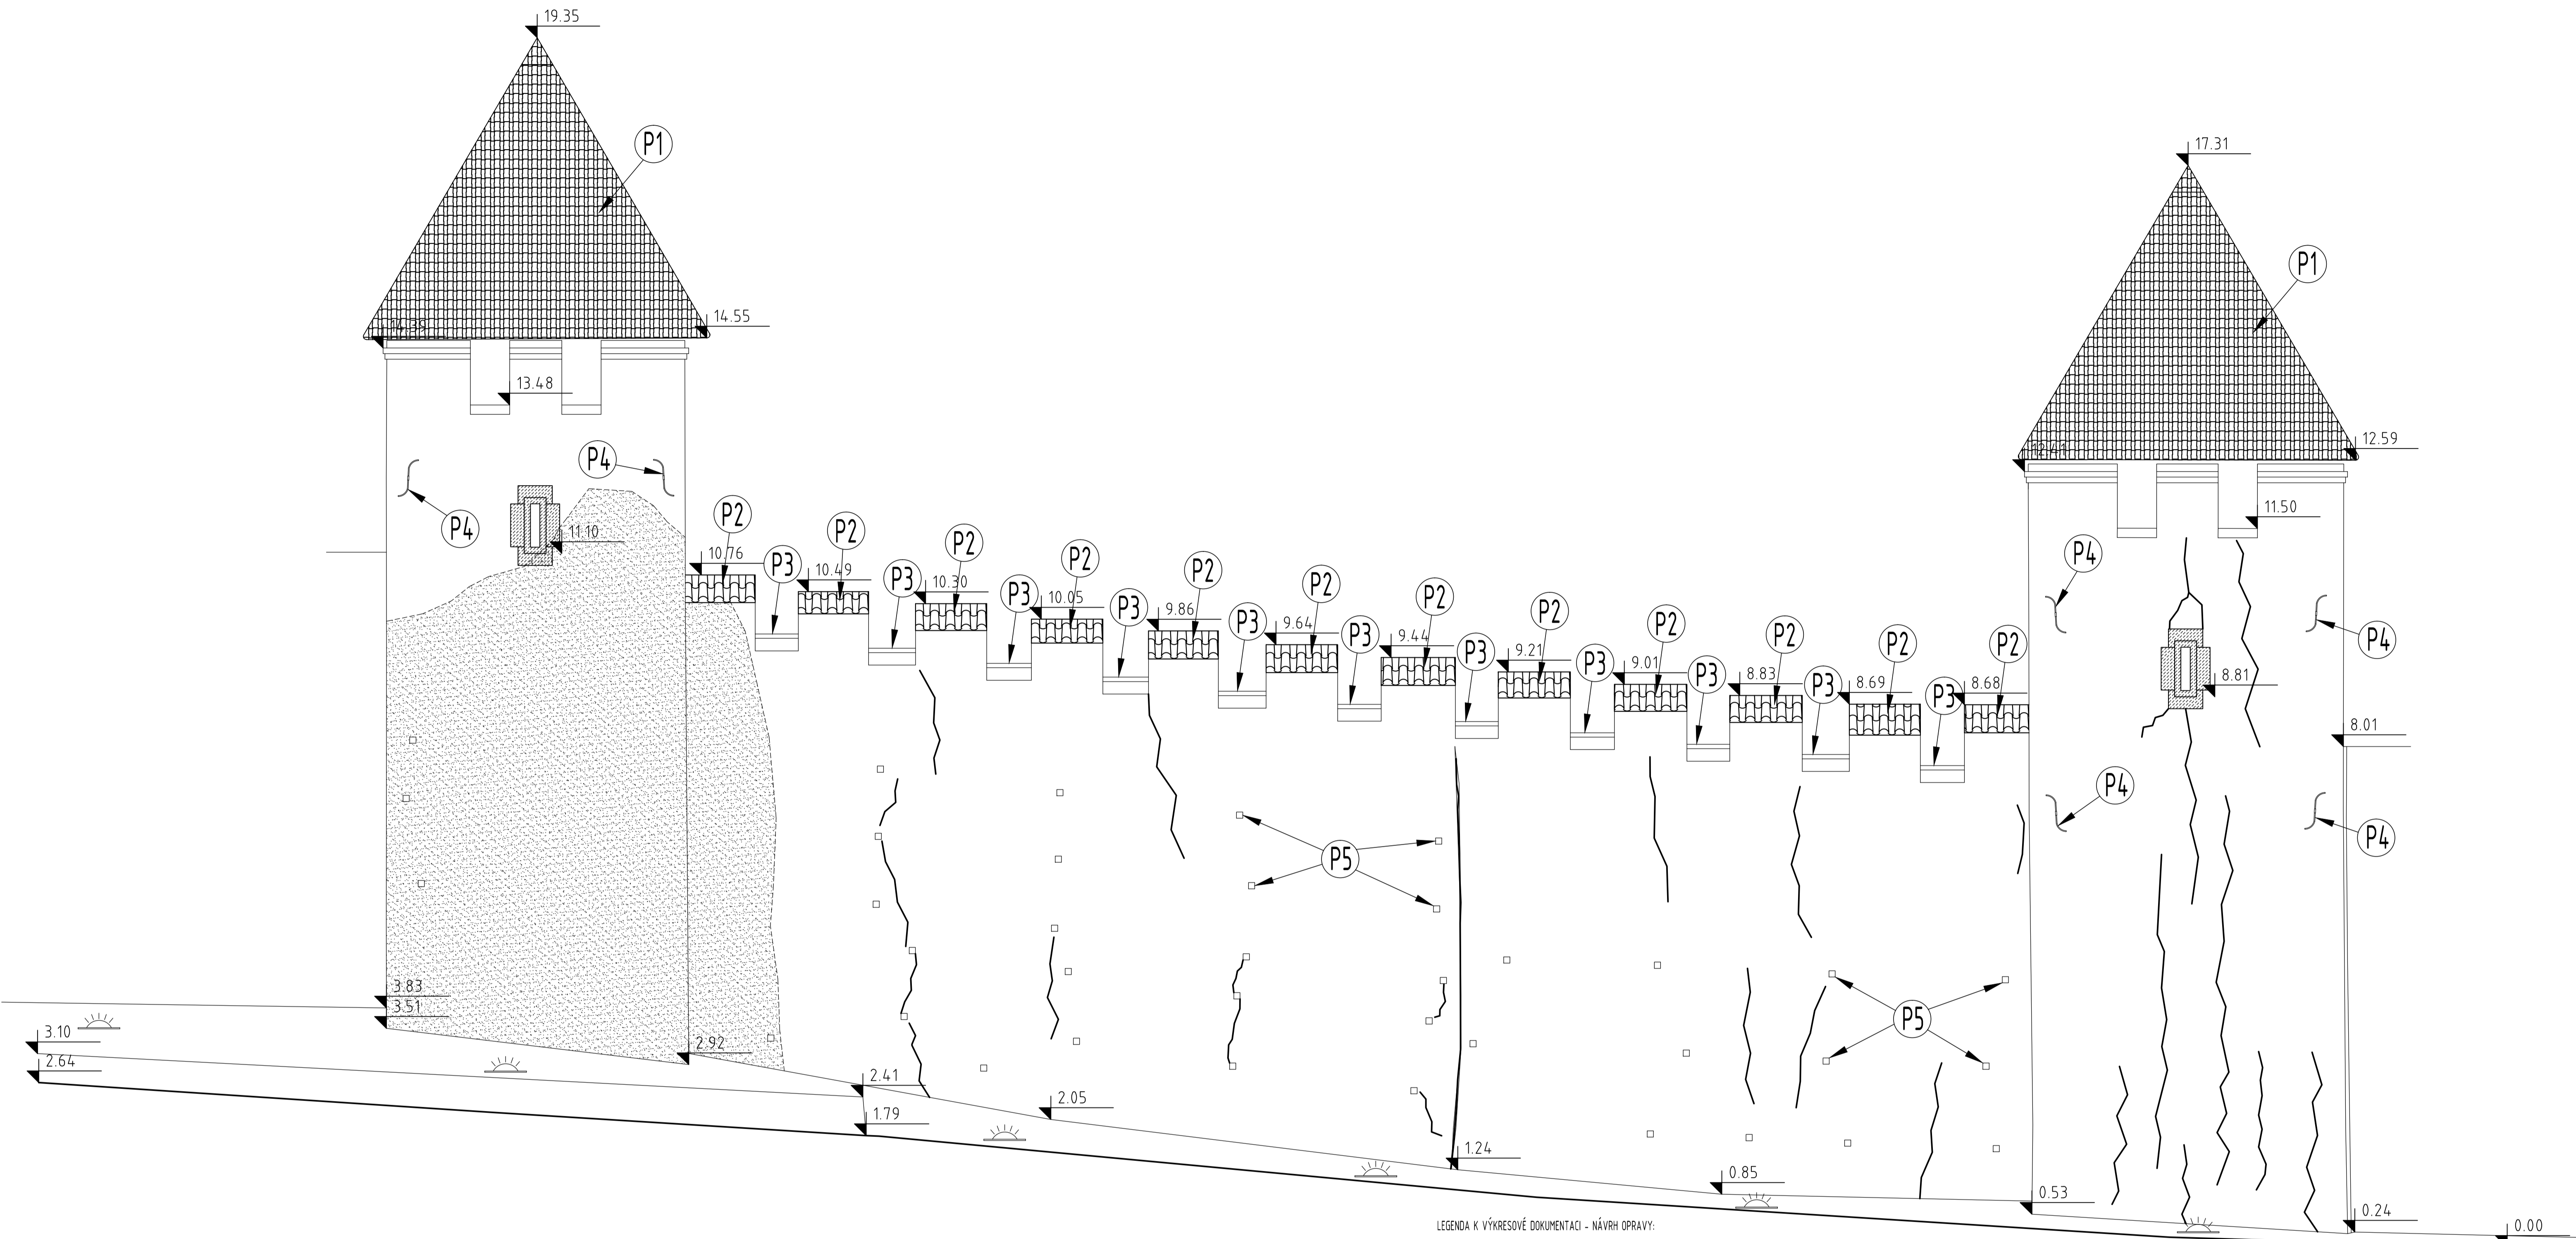 19.35
P1
17.31
P1
14.39
14.55
13.48
12.41
12.59
P4
P4
11.10
11.50
P2
10.76
P3
10.49
P2
P3
10.30
P2
P3
10.05
P2
P3
9.86
P2
P3
9.64
P2
P3
9.44
P2
P3
9.21
P2
P3
9.01
P2
P3
8.83
P2
P3
8.69
P2
P3
8.68
P2
P4
P4
8.81
8.01
P4
P4
P5
P5
3.83
3.51
3.10
2.64
2.92
2.41
1.79
2.05
1.24
0.85
0.53
0.24
0.00
LEGENDA K VÝKRESOVÉ DOKUMENTACI - NÁVRH OPRAVY: